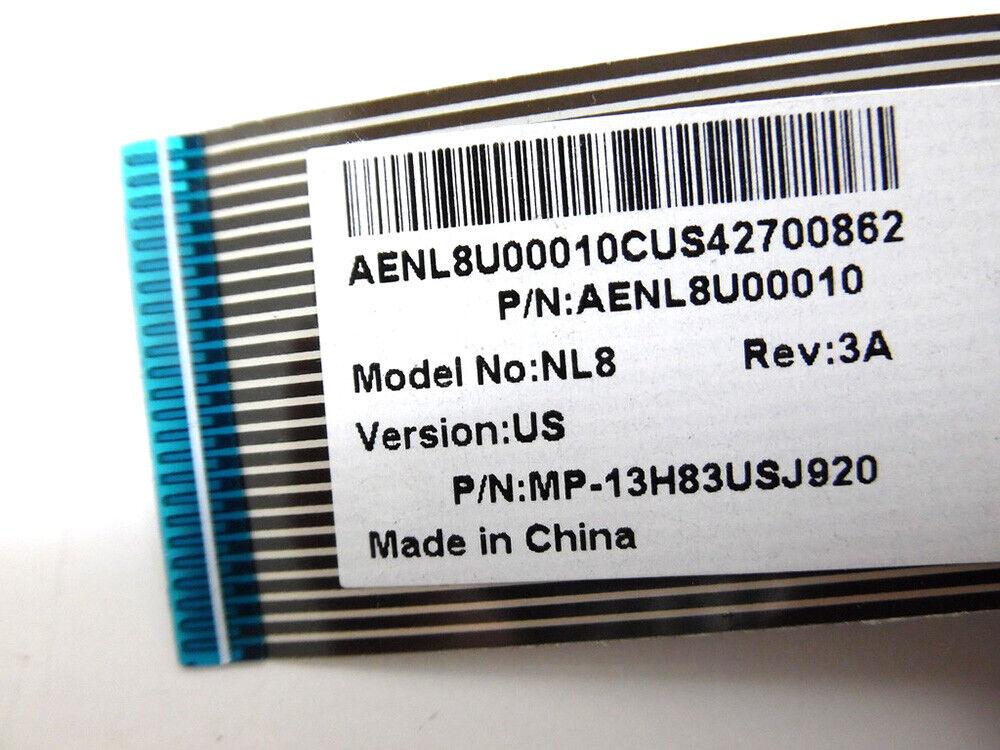 AENL8U00010CUS42700862
P/N:AENL8U00010
Model No:NL8 Rev:3A
Version:US
P/N:MP-13H83USJ920
Made in China